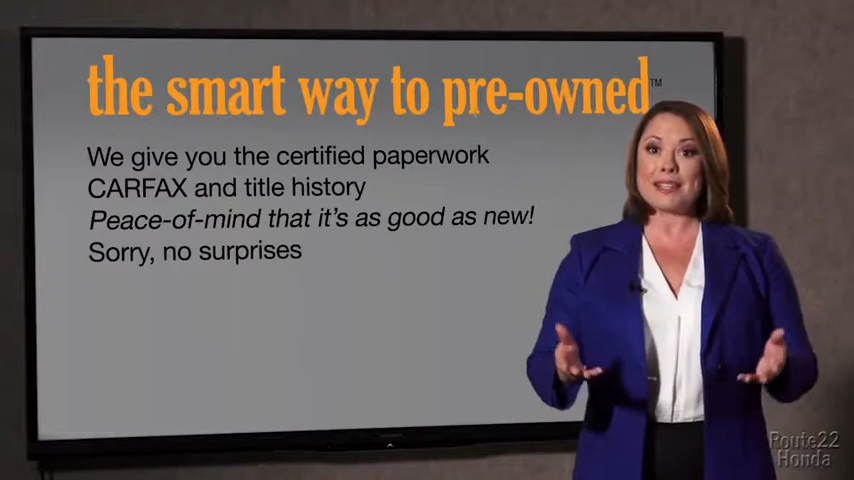 the smart way to pre-owned™
We give you the certified paperwork
CARFAX and title history
Peace-of-mind that it's as good as new!
Sorry, no surprises
Route22
Honda